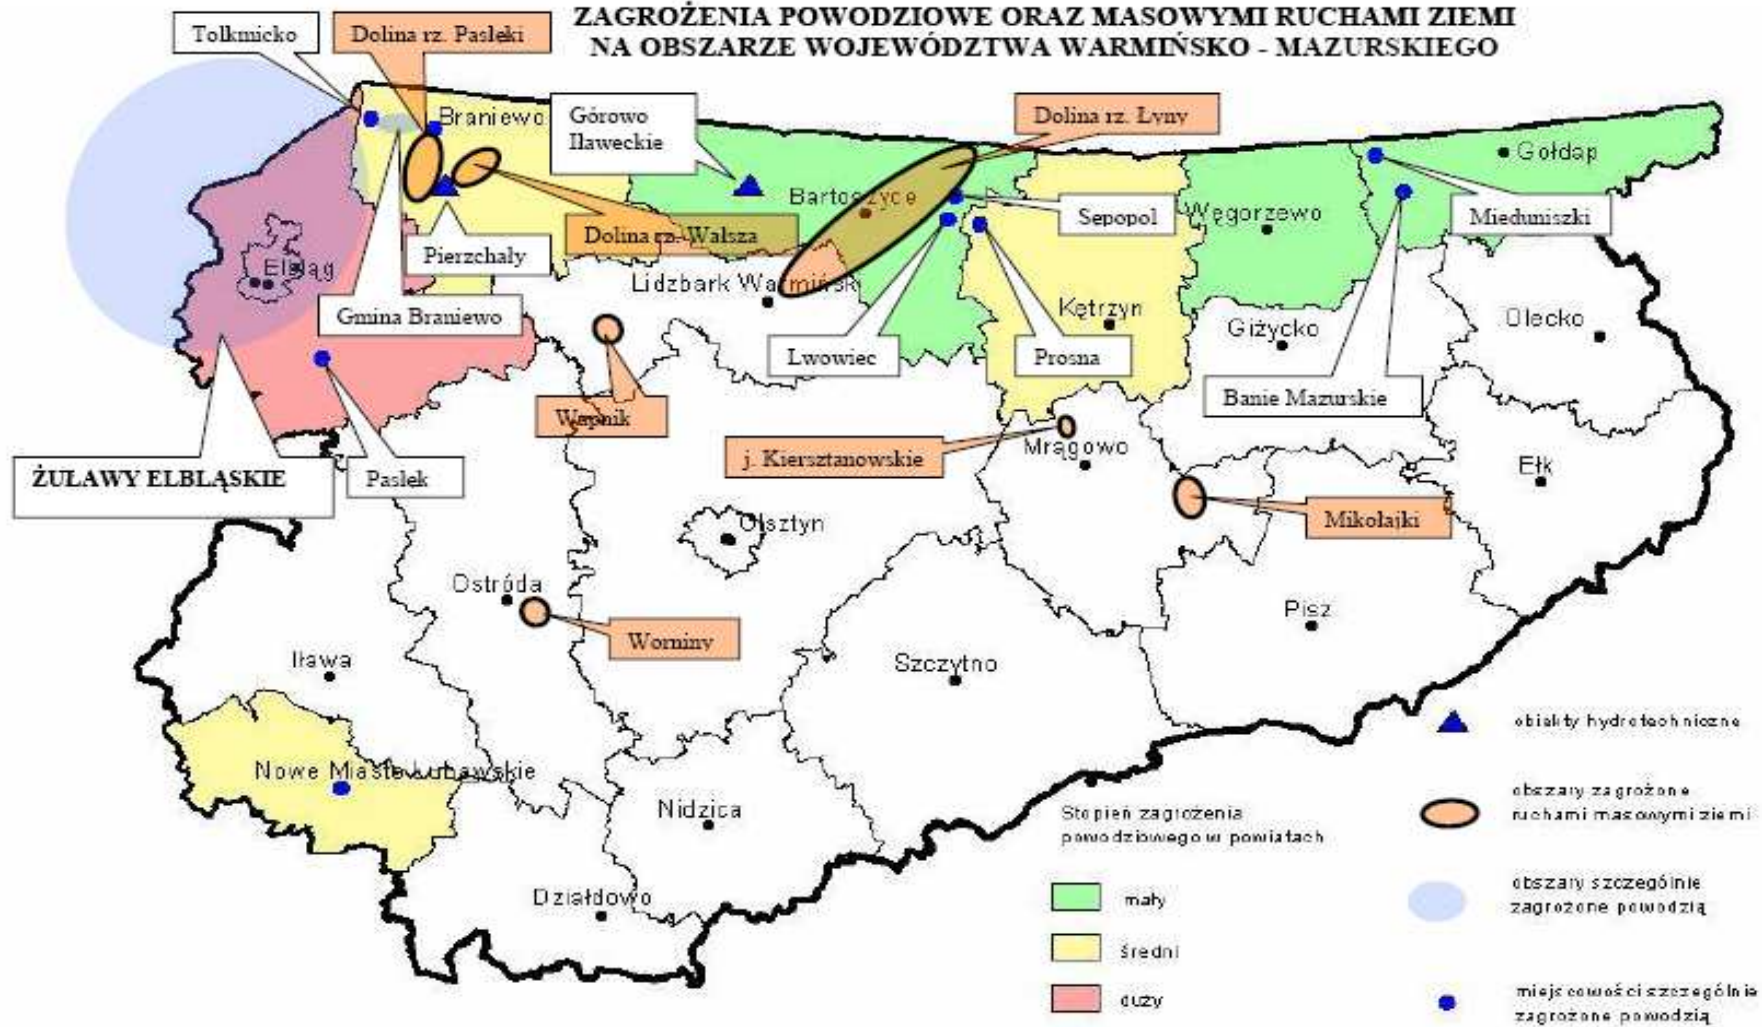 ZAGROŻENIA POWODZIOWE ORAZ MASOWYMI RUCHAMI ZIEMI
NA OBSZARZE WOJEWÓDZTWA WARMIŃSKO - MAZURSKIEGO
Tolkmicko
Dolina rz. Pasłęki
Braniewo
Górowo
Iławeckie
Dolina rz. Łyny
Gołdap
Bartoszyce
Sępopol
Węgorzewo
Mieduniszki
Dolina rz. Wałsza
Pierzchały
Elbląg
Lidzbark Warmiński
Gmina Braniewo
Kętrzyn
Giżycko
Olecko
Lwowiec
Prosna
Banie Mazurskie
Wapnik
j. Kiersztanowskie
Mrągowo
Ełk
ŻUŁAWY ELBLĄSKIE
Pasłęk
Mikołajki
Olsztyn
Ostróda
Pisz
Worniny
Iława
Szczytno
Nowe Miasto Lubawskie
Nidzica
Działdowo
Stopień zagrożenia
powodziowego w powiatach
mały
średni
duży
obiekty hydrotechniczne
obszary zagrożone
ruchami masowymi ziemi
obszary szczególnie
zagrożone powodzią
miejscowości szczególnie
zagrożone powodzią